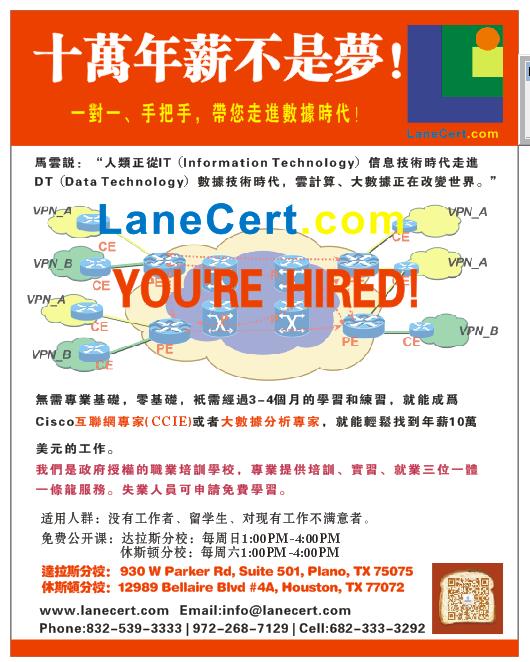 十萬年薪不是夢!
一對一、手把手，帶您走進數據時代!
LaneCert.com
馬雲說：“人類正從IT（Information Technology）信息技術時代走進
DT（Data Technology）數據技術時代，雲計算、大數據正在改變世界。”
VPN_A
LaneCert.com
VPN_A
CE
CE
VPN_B
CE
PE
PE
CE
VPN_A
YOU'RE HIRED!
VPN_A
CE
VPN_B
CE
PE
PE
CE
VPN_B
無需專業基礎，零基礎，衹需經過3-4個月的學習和練習，就能成爲
Cisco互聯網專家(CCIE)或者大數據分析專家，就能輕鬆找到年薪10萬
美元的工作。
我們是政府授權的職業培訓學校，專業提供培訓、實習、就業三位一體
一條龍服務。失業人員可申請免費學習。
适用人群：没有工作者、留学生、对现有工作不满意者。
免费公开课：达拉斯分校：每周日1:00PM-4:00PM
休斯顿分校：每周六1:00PM-4:00PM
達拉斯分校：930 W Parker Rd, Suite 501, Plano, TX 75075
休斯頓分校：12989 Bellaire Blvd #4A, Houston, TX 77072
www.lanecert.com Email:info@lanecert.com
Phone:832-539-3333 | 972-268-7129 | Cell:682-333-3292